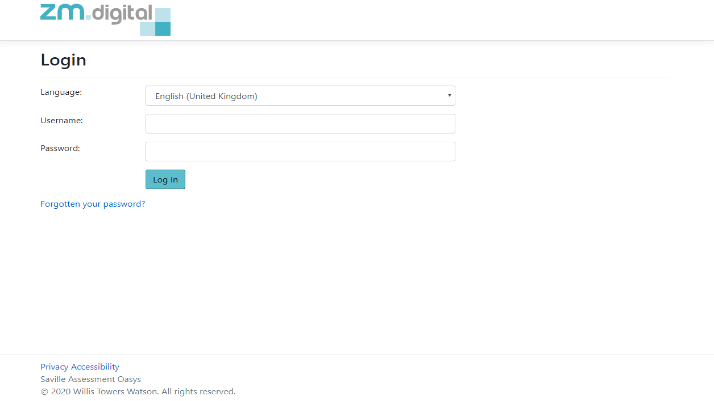 zm.digital
Login
Language:
English (United Kingdom)
Username:
Password:
Log In
Forgotten your password?
Privacy Accessibility
Saville Assessment Oasys
© 2020 Willis Towers Watson. All rights reserved.